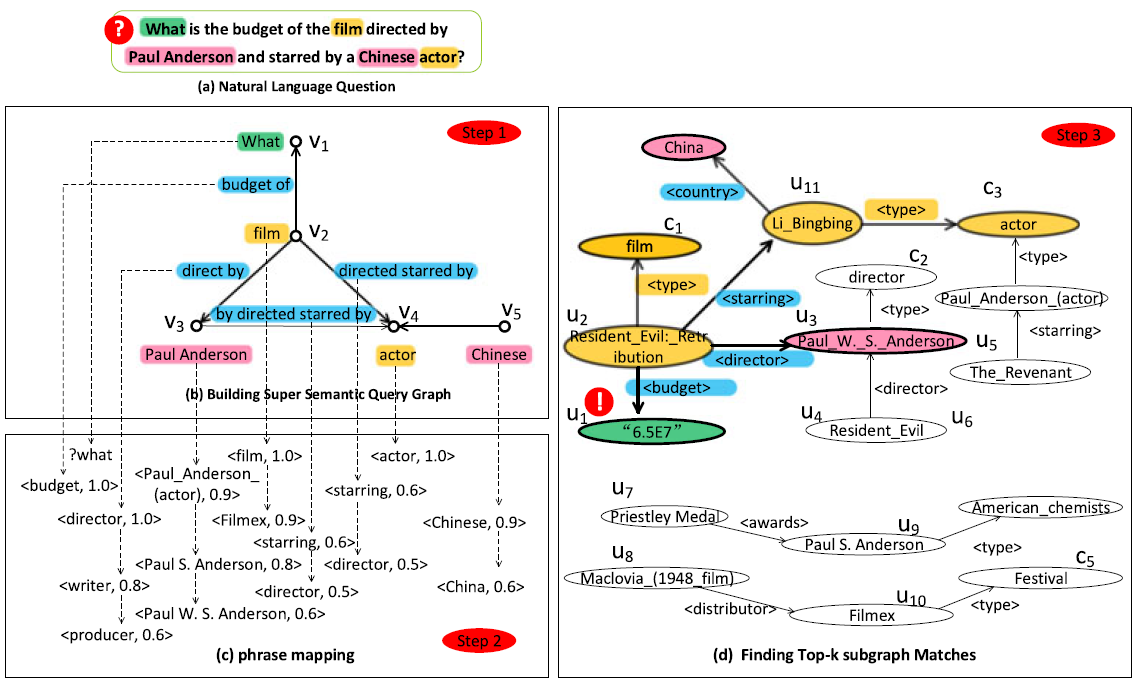 ?
What is the budget of the film directed by
Paul Anderson and starred by a Chinese actor?
(a) Natural Language Question
Step 1
What
v1
budget of
film
v2
direct by
directed starred by
by directed starred by
v3
v4
v5
Paul Anderson
actor
Chinese
(b) Building Super Semantic Query Graph
?what
<budget, 1.0>
<director, 1.0>
<writer, 0.8>
<producer, 0.6>
<Paul_Anderson_
(actor), 0.9>
<Paul S. Anderson, 0.8>
<Paul W. S. Anderson, 0.6>
<film, 1.0>
<Filmex, 0.9>
<starring, 0.6>
<director, 0.5>
<actor, 1.0>
<starring, 0.6>
<director, 0.5>
<Chinese, 0.9>
<China, 0.6>
Step 2
(c) phrase mapping
Step 3
China
<country>
u11
Li_Bingbing
<type>
c3
actor
c1
film
<type>
<starring>
c2
director
<type>
<type>
Paul_Anderson_(actor)
<starring>
u2
Resident_Evil:_Retr
ibution
u3
Paul_W._S._Anderson
<director>
u5
The_Revenant
<budget>
!
u1
“6.5E7”
<director>
u4
Resident_Evil
u6
u7
Priestley Medal
<awards>
u9
Paul S. Anderson
American_chemists
<type>
u8
Maclovia_(1948_film)
<distributor>
u10
Filmex
c5
Festival
<type>
(d) Finding Top-k subgraph Matches